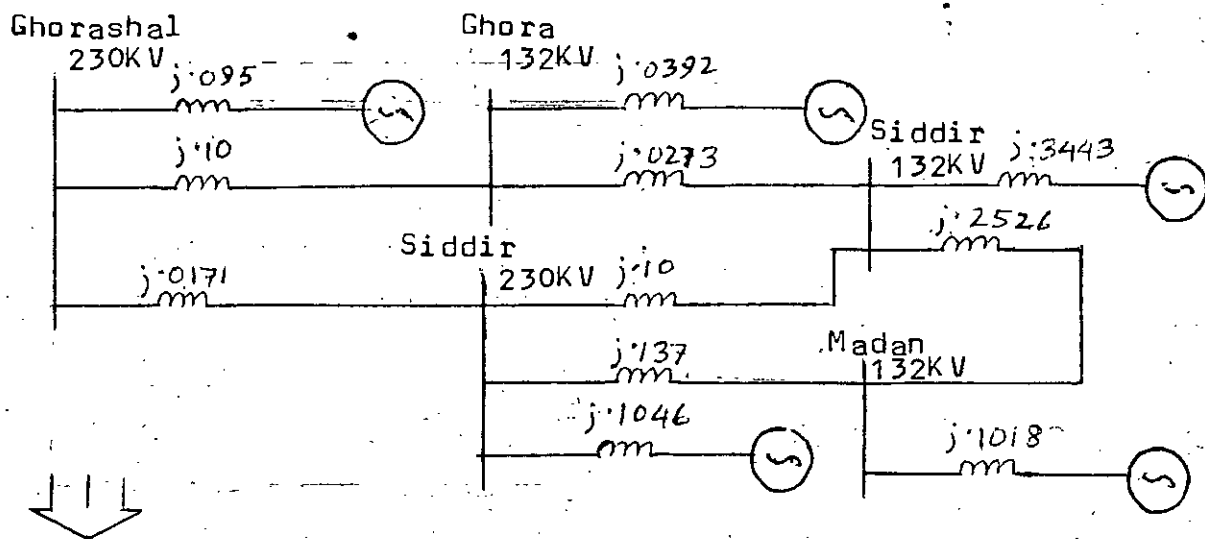 Ghorashal
230KV
Ghora
132KV
j·095
j·0392
j·10
j·0273
Siddir
132KV
j·3443
j·2526
Siddir
230KV
j·0171
j·10
j·137
Madan
132KV
j·1046
j·1018